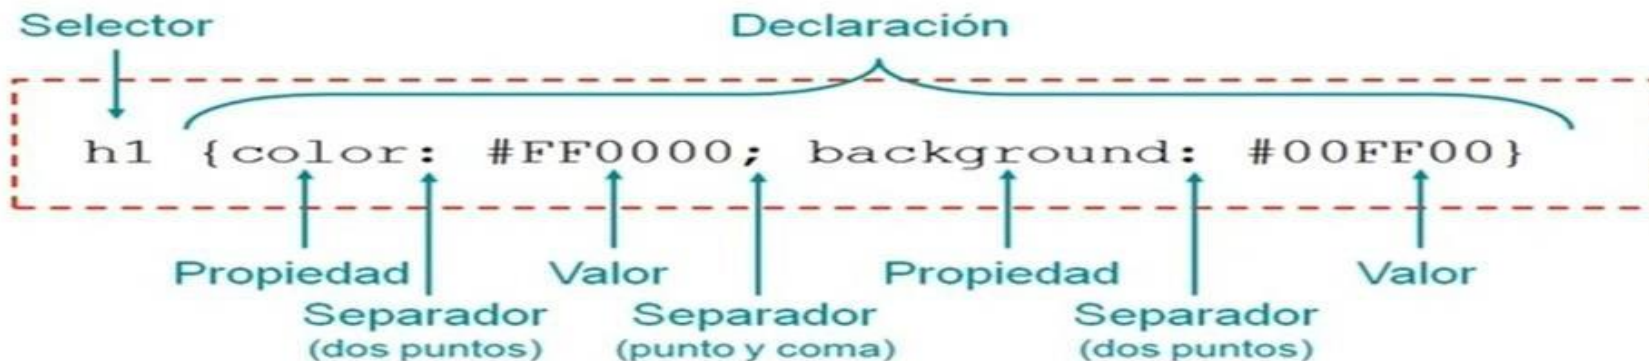 Selector Declaración
h1 {color: #FF0000; background: #00FF00}
Propiedad Valor Propiedad Valor
Separador Separador Separador
(dos puntos) (punto y coma) (dos puntos)